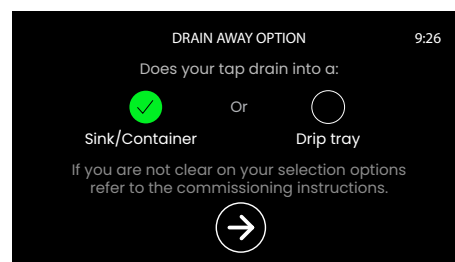 DRAIN AWAY OPTION 9:26
Does your tap drain into a:
Or
Sink/Container Drip tray
If you are not clear on your selection options
refer to the commissioning instructions.